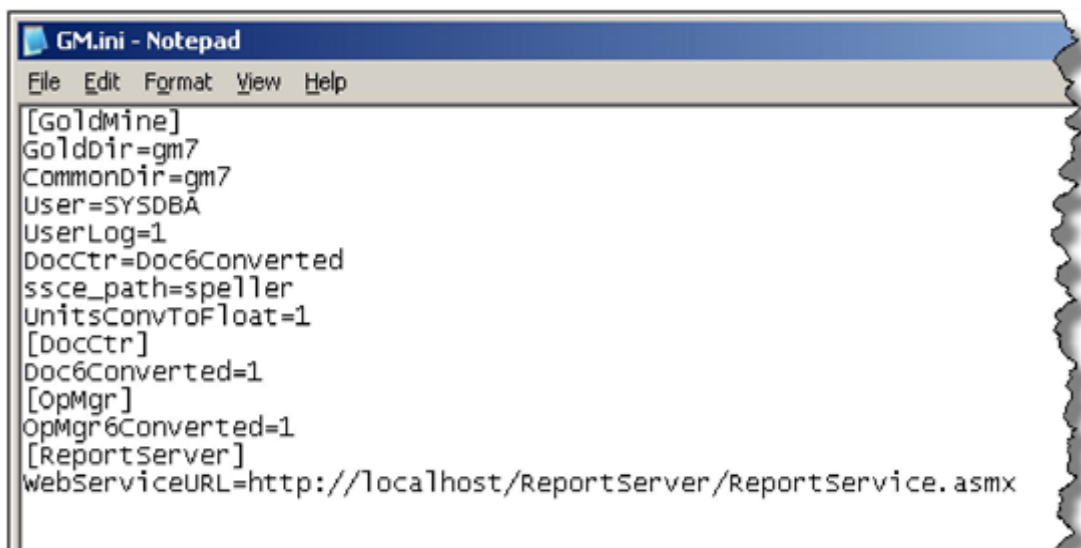 GM.ini - Notepad
File Edit Format View Help
[GoldMine]
GoldDir=gm7
CommonDir=gm7
User=SYSDBA
UserLog=1
DocCtr=Doc6Converted
ssce_path=speller
UnitsConvToFloat=1
[DocCtr]
Doc6Converted=1
[OpMgr]
OpMgr6Converted=1
[ReportServer]
WebServiceURL=http://localhost/ReportServer/ReportService.asmx